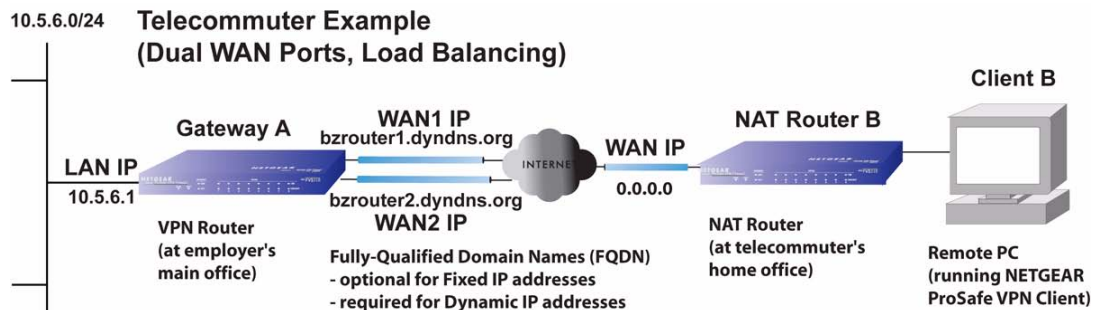 10.5.6.0/24
Telecommuter Example
(Dual WAN Ports, Load Balancing)
Client B
Gateway A
WAN1 IP
bzrouter1.dyndns.org
NAT Router B
LAN IP
10.5.6.1
NETGEAR
INTERNE
WAN IP
0.0.0.0
bzrouter2.dyndns.org
WAN2 IP
VPN Router
(at employer's
main office)
Fully-Qualified Domain Names (FQDN)
- optional for Fixed IP addresses
- required for Dynamic IP addresses
NAT Router
(at telecommuter's
home office)
Remote PC
(running NETGEAR
ProSafe VPN Client)